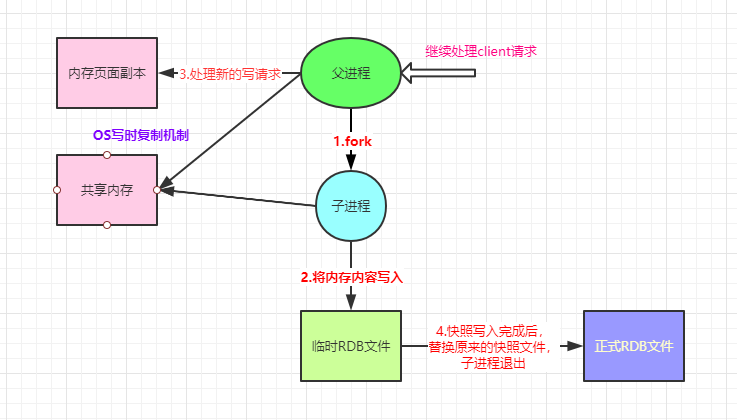 继续处理client请求
内存页面副本
3.处理新的写请求
父进程
OS写时复制机制
1.fork
共享内存
子进程
2.将内存内容写入
临时RDB文件
4.快照写入完成后，
替换原来的快照文件，
子进程退出
正式RDB文件